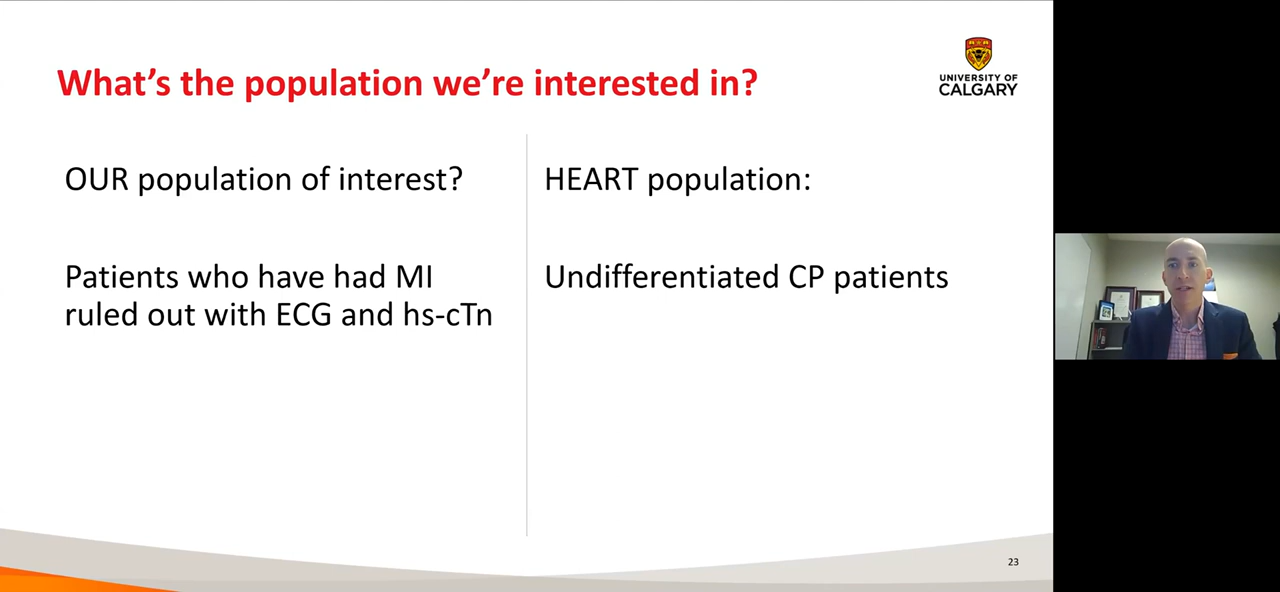 What's the population we're interested in?
UNIVERSITY OF
CALGARY
OUR population of interest?
Patients who have had MI
ruled out with ECG and hs-cTn
HEART population:
Undifferentiated CP patients
23